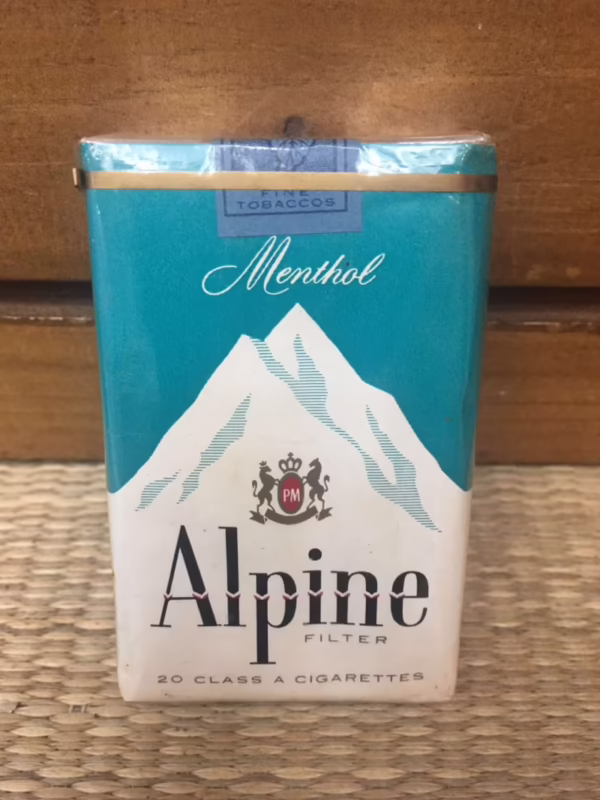 FINE
TOBACCOS
Menthol
PM
Alpine
FILTER
20 CLASS A CIGARETTES